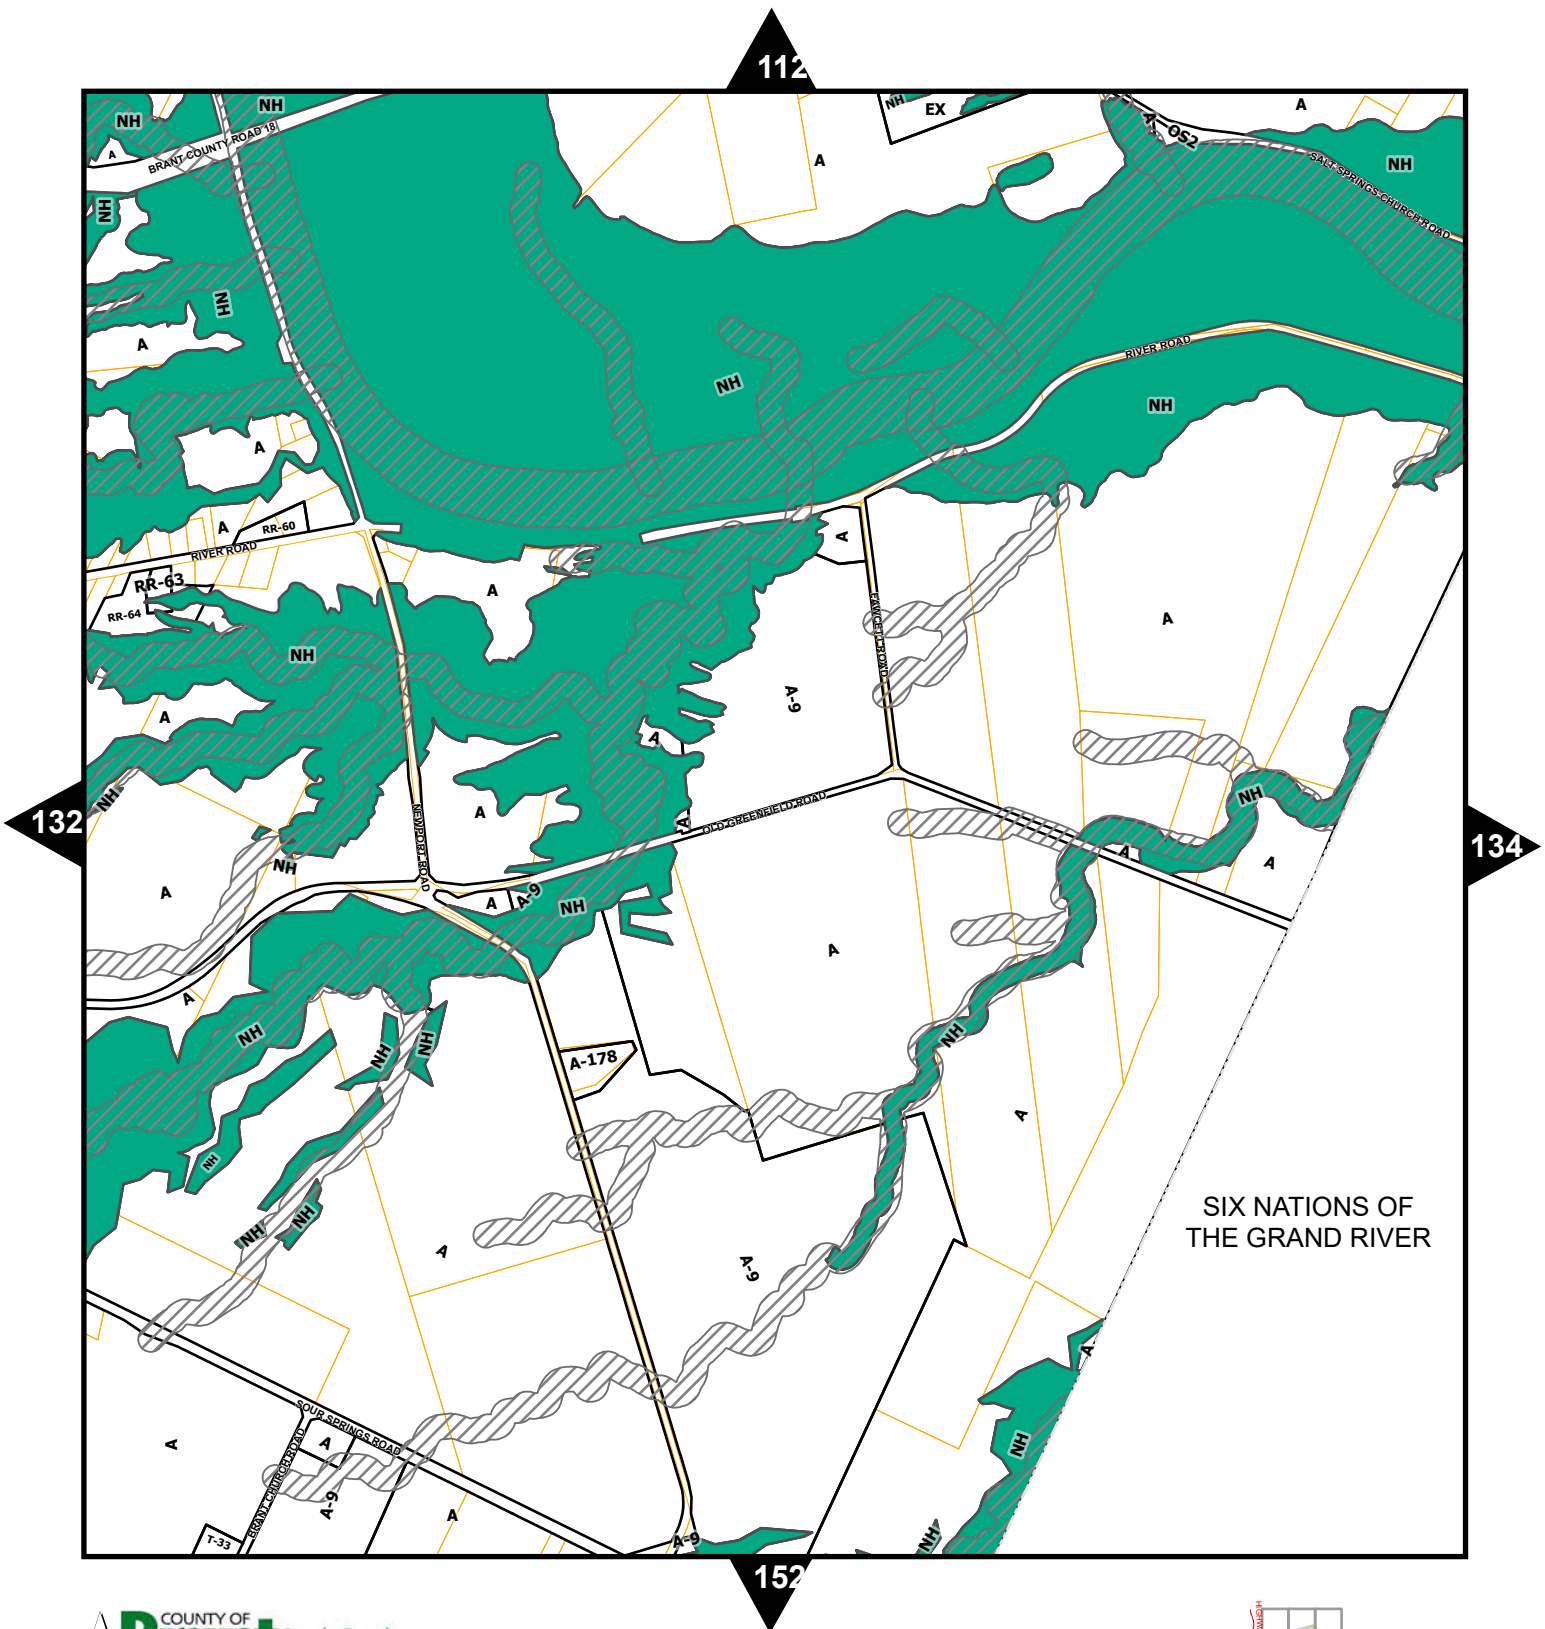 112
NH
NH
NH
EX
A
A
OS2
A
BRANT COUNTY ROAD 18
A
A
NH
SALT SPRINGS CHURCH ROAD
NH
NH
A
RIVER ROAD
NH
NH
A
A
RR-60
RIVER ROAD
A
RR-63
RR-64
A
FAWCETT ROAD
A
NH
A-9
A
A
132
NH
NEWPORT ROAD
A
A
OLD GREENFIELD ROAD
NH
A
A
134
NH
A
A
A-9
NH
A
A
NH
NH
NH
NH
A-178
A
NH
NH
NH
A
A-9
SIX NATIONS OF
THE GRAND RIVER
A
SOUR SPRINGS ROAD
A
A
BRANT CHURCH ROAD
A-9
A
T-33
A-9
NH
NH
152
COUNTY OF